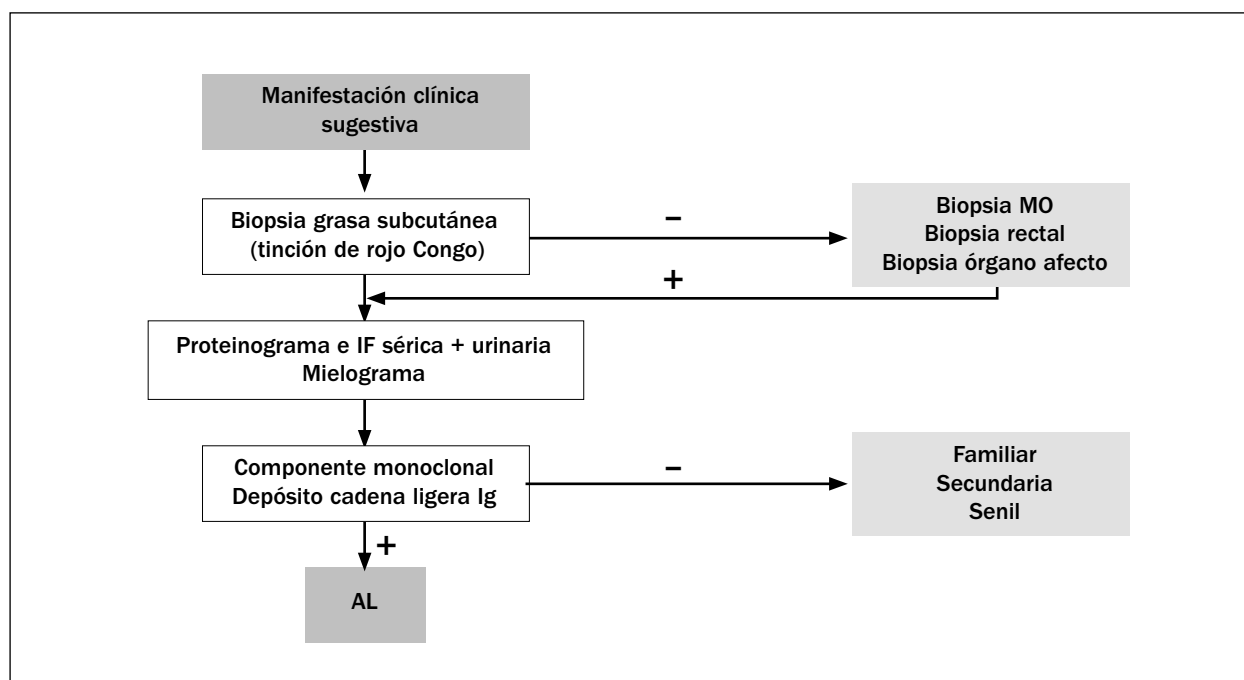 Manifestación clínica
sugestiva
Biopsia grasa subcutánea
(tinción de rojo Congo)
–
Biopsia MO
Biopsia rectal
Biopsia órgano afecto
+
Proteinograma e IF sérica + urinaria
Mielograma
Componente monoclonal
Depósito cadena ligera Ig
–
Familiar
Secundaria
Senil
+
AL